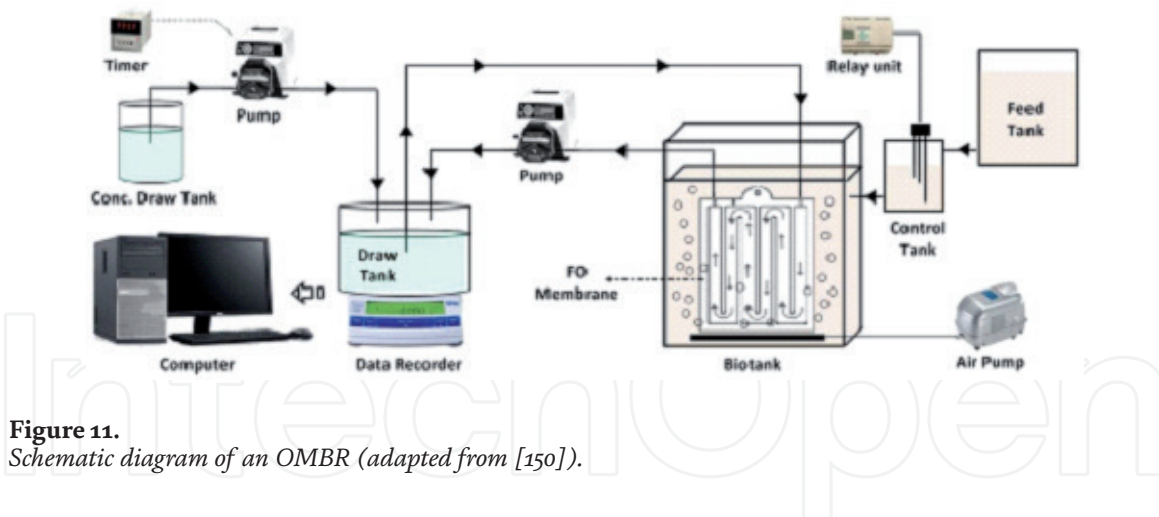 Timer
Pump
Conc. Draw Tank
Relay unit
Feed
Tank
Pump
Control
Tank
Draw
Tank
FO
Membrane
Computer
Data Recorder
Biotank
Air Pump
IntechOpen
Figure 11.
Schematic diagram of an OMBR (adapted from [150]).